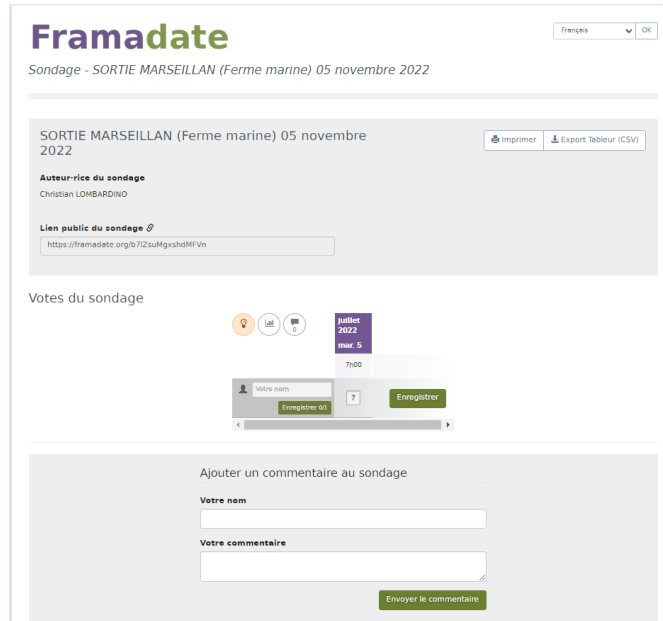 Framadate
Français
OK
Sondage - SORTIE MARSEILLAN (Ferme marine) 05 novembre 2022
SORTIE MARSEILLAN (Ferme marine) 05 novembre
2022
Imprimer
Export Tableur (CSV)
Auteur·rice du sondage
Christian LOMBARDINO
Lien public du sondage
https://framadate.org/b7lZsuMgxshdMFVn
Votes du sondage
0
juillet
2022
mar. 5
7h00
Votre nom
Enregistrer 0/1
?
Enregistrer
Ajouter un commentaire au sondage
Votre nom
Votre commentaire
Envoyer le commentaire